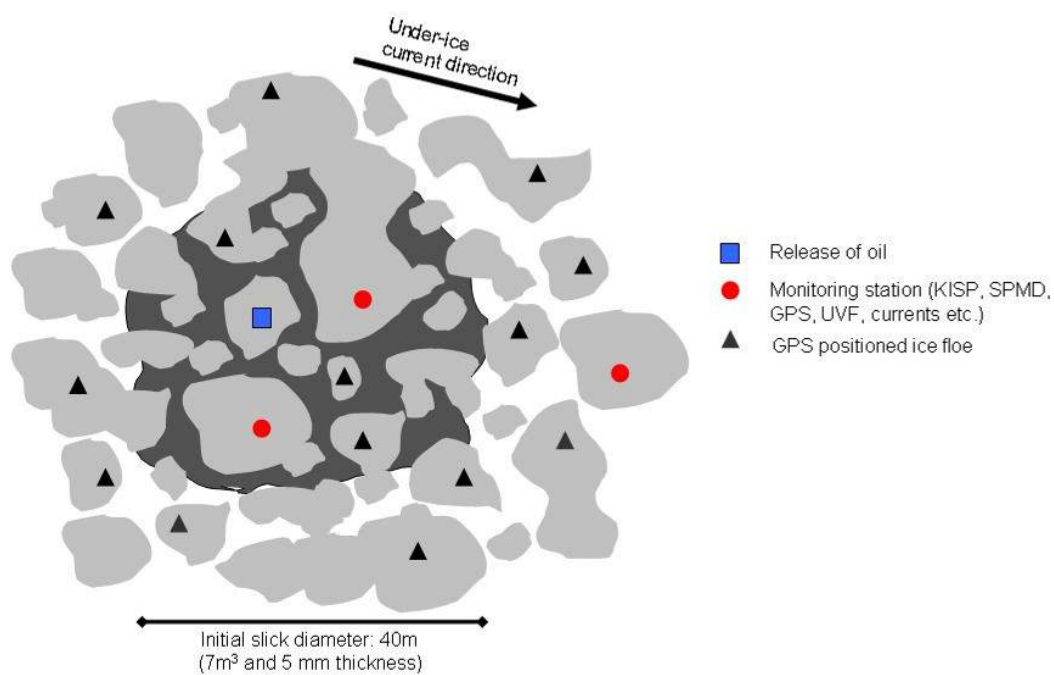 Under-ice
current direction
Release of oil
Monitoring station (KISP, SPMD,
GPS, UVF, currents etc.)
GPS positioned ice floe
Initial slick diameter: 40m
(7m³ and 5 mm thickness)